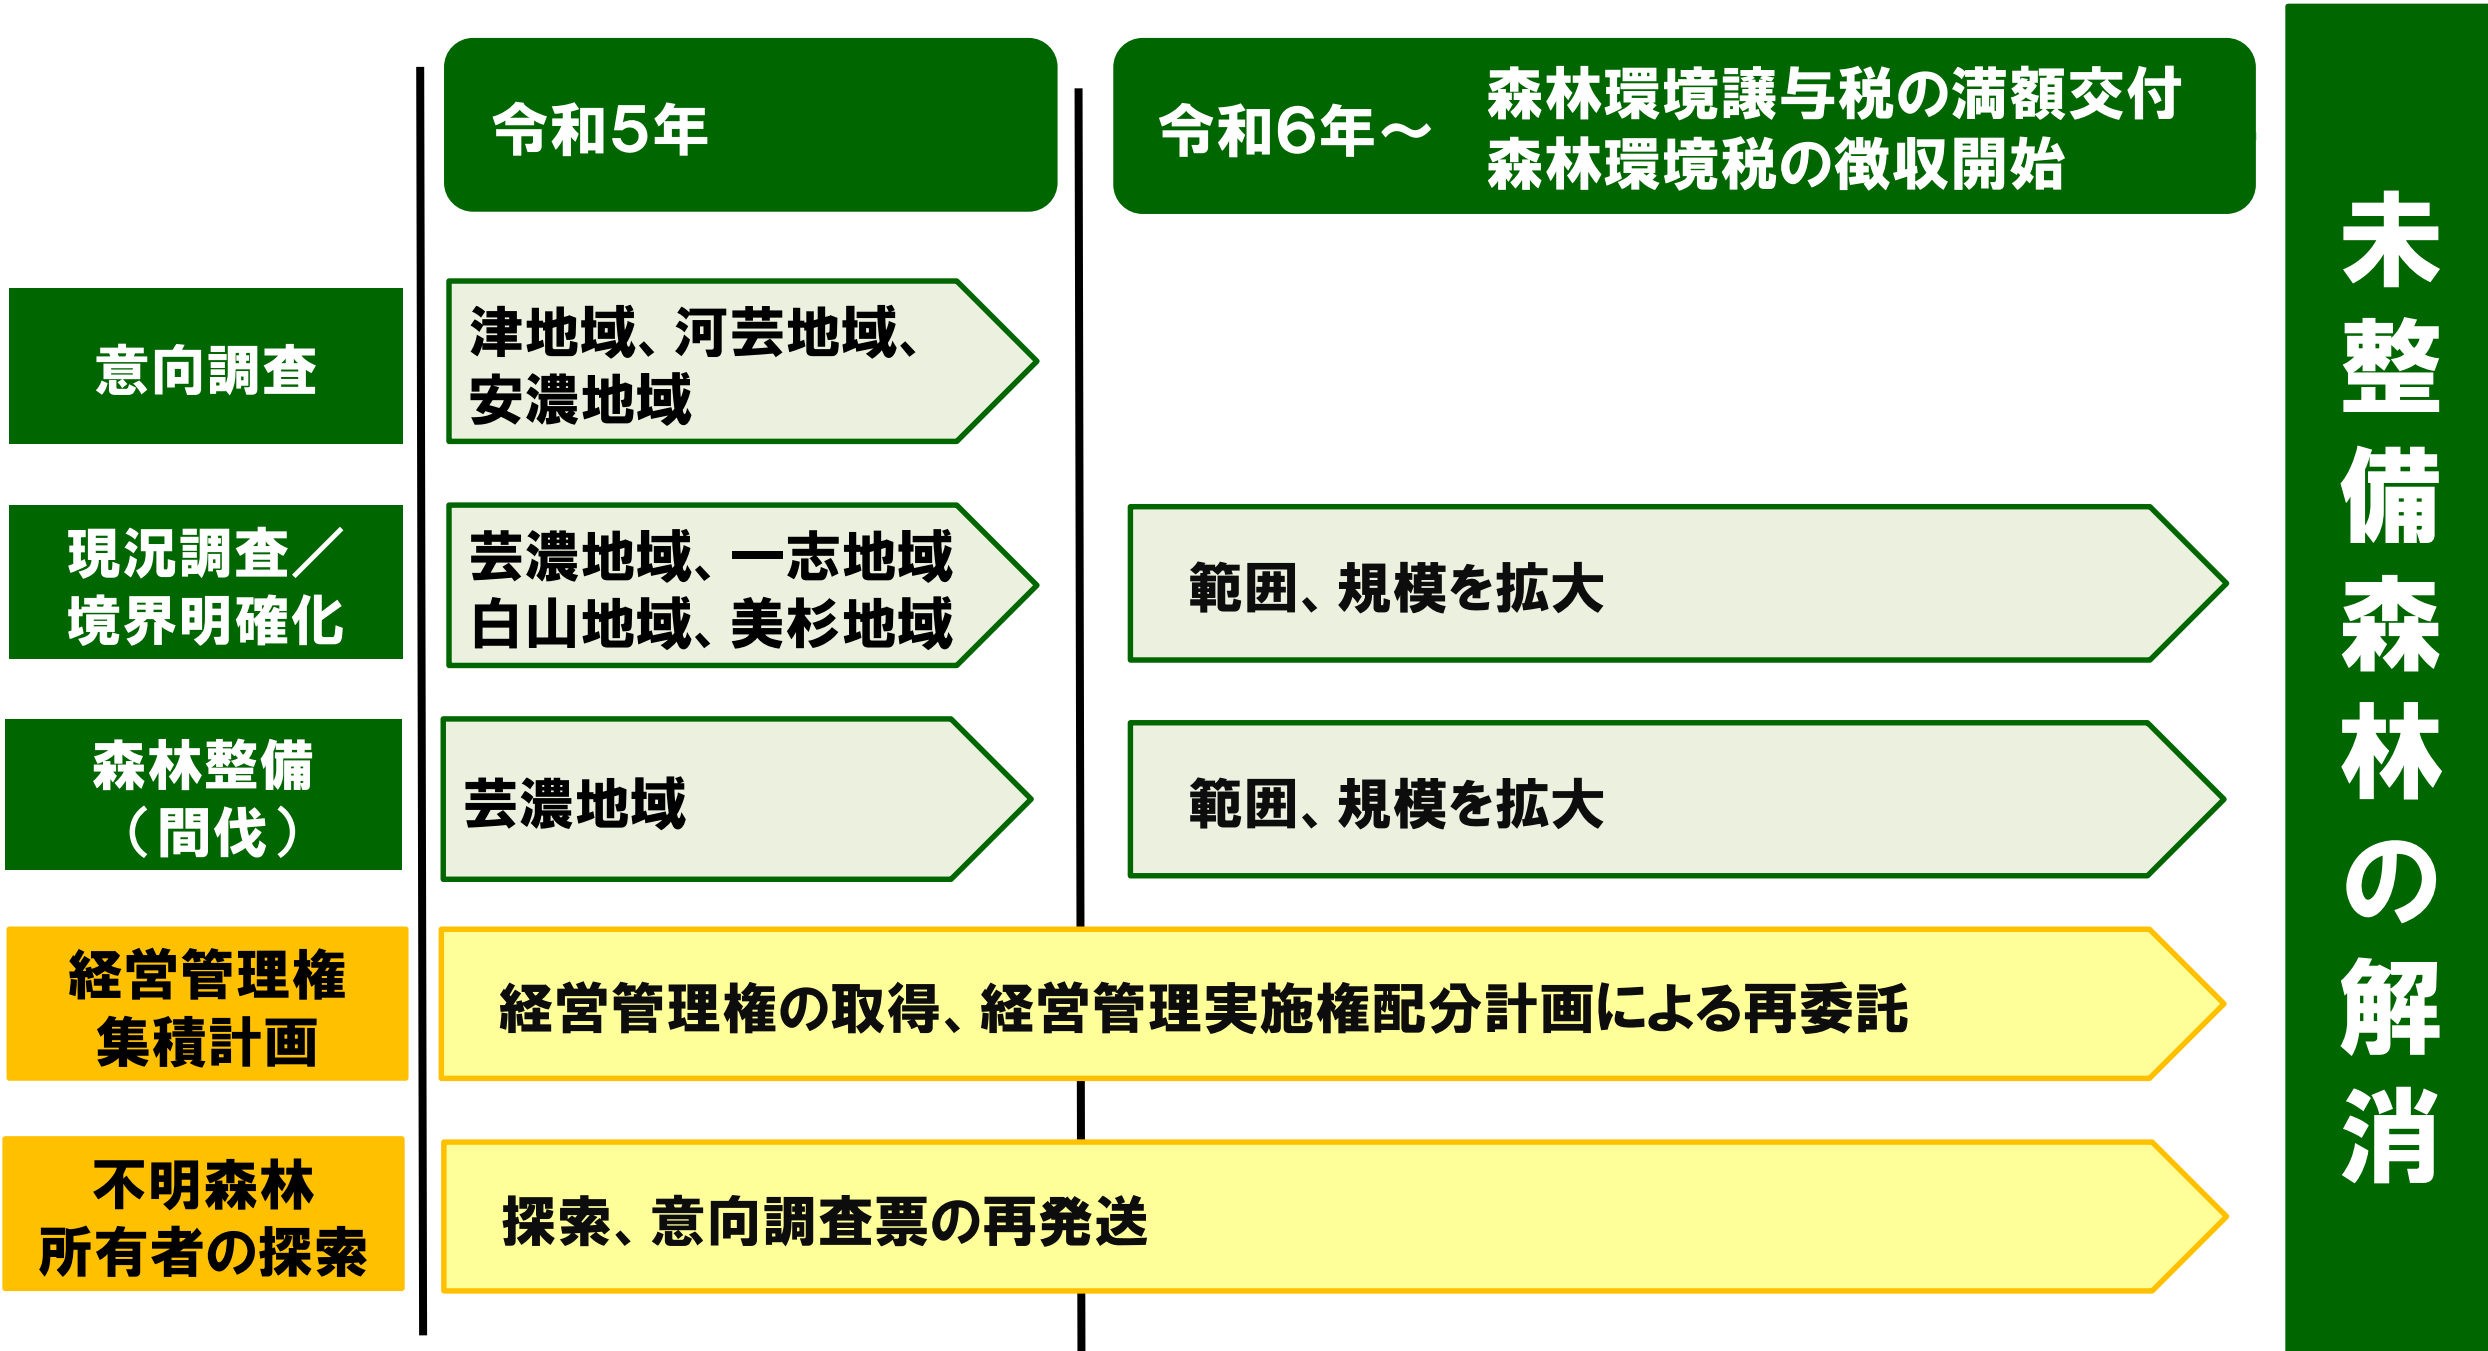 令和5年
令和6年～
森林環境譲与税の満額交付
森林環境税の徴収開始
意向調査
津地域、河芸地域、
安濃地域
現況調査／
境界明確化
芸濃地域、一志地域
白山地域、美杉地域
範囲、規模を拡大
森林整備
（間伐）
芸濃地域
範囲、規模を拡大
経営管理権
集積計画
経営管理権の取得、経営管理実施権配分計画による再委託
不明森林
所有者の探索
探索、意向調査票の再発送
未整備森林の解消